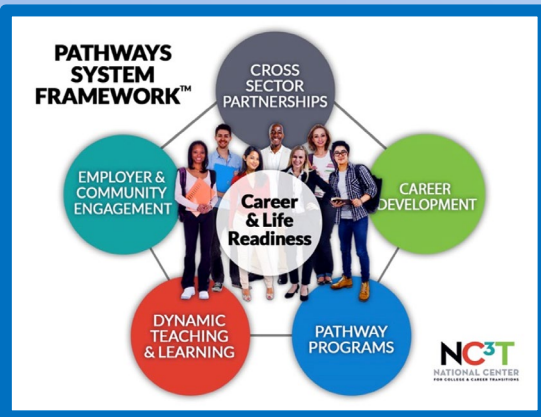 PATHWAYS
SYSTEM
FRAMEWORK™
CROSS
SECTOR
PARTNERSHIPS
EMPLOYER &
COMMUNITY
ENGAGEMENT
CAREER
DEVELOPMENT
Career
& Life
Readiness
DYNAMIC
TEACHING
& LEARNING
PATHWAY
PROGRAMS
NC3T
NATIONAL CENTER
FOR COLLEGE & CAREER TRANSITIONS